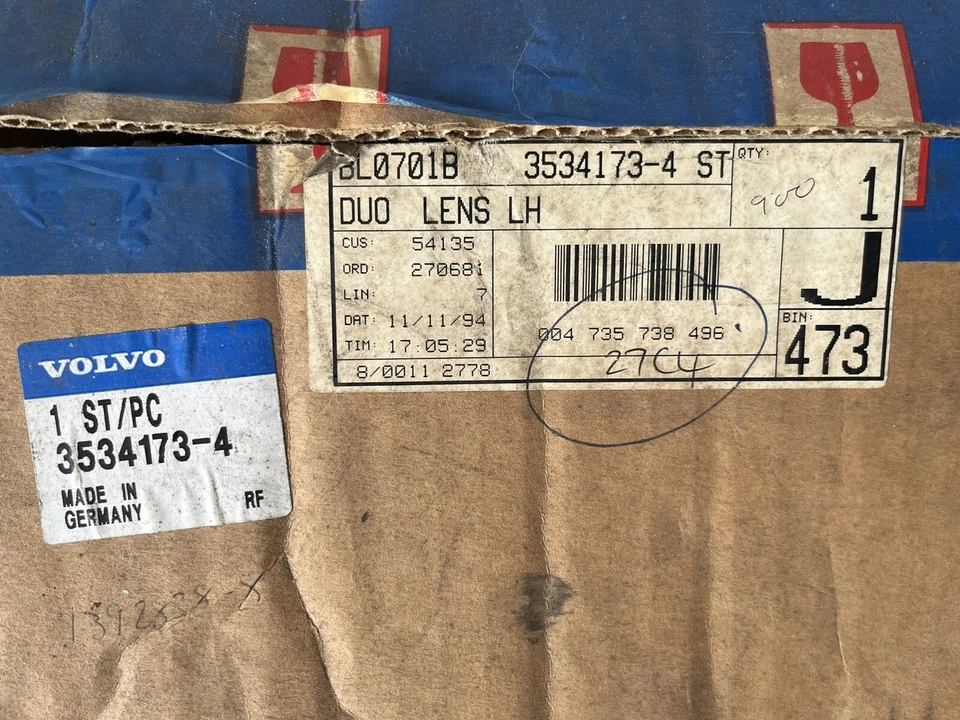 BL0701B 3534173-4 ST
QTY:
900
1
DUO LENS LH
J
CUS: 54135
ORD: 270681
LIN: 7
DAT: 11/11/94
TIM: 17:05:29
004 735 738 496
27C4
BIN:
473
8/0011 2778
VOLVO
1 ST/PC
3534173-4
MADE IN
GERMANY
RF